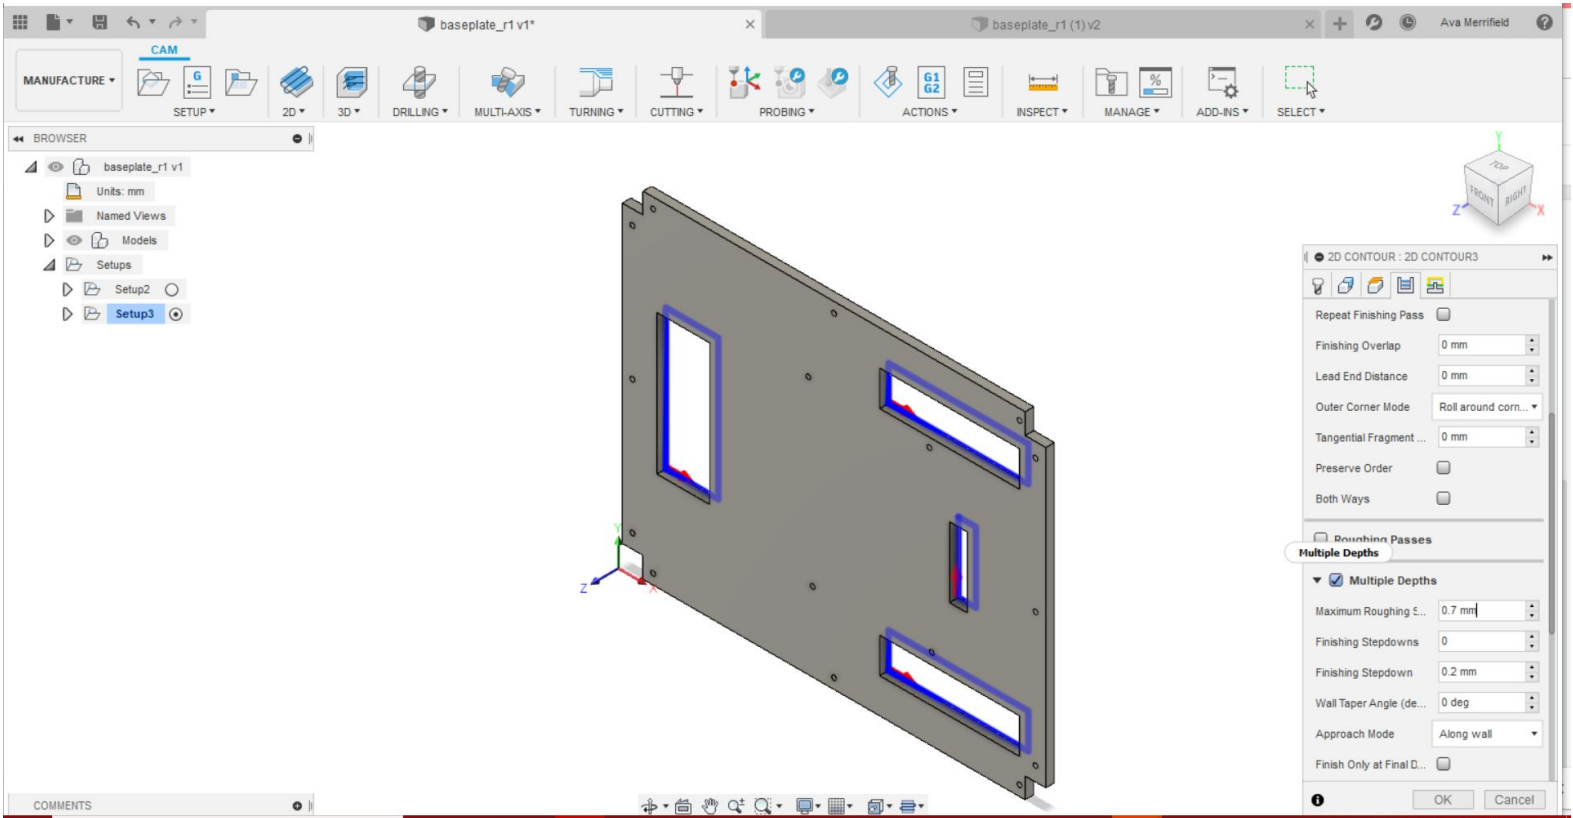 baseplate_r1 v1*
baseplate_r1 (1) v2
Ava Merrifield
MANUFACTURE
CAM
G
G1
G2
%
SETUP
2D
3D
DRILLING
MULTI-AXIS
TURNING
CUTTING
PROBING
ACTIONS
INSPECT
MANAGE
ADD-INS
SELECT
BROWSER
baseplate_r1 v1
Units: mm
Named Views
Models
Setups
Setup2
Setup3
Y
TOP
FRONT
RIGHT
Z
X
Y
Z
X
2D CONTOUR : 2D CONTOUR3
Repeat Finishing Pass
Finishing Overlap 0 mm
Lead End Distance 0 mm
Outer Corner Mode Roll around corn...
Tangential Fragment ... 0 mm
Preserve Order
Both Ways
Roughing Passes
Multiple Depths
Multiple Depths
Maximum Roughing S... 0.7 mm
Finishing Stepdowns 0
Finishing Stepdown 0.2 mm
Wall Taper Angle (de... 0 deg
Approach Mode Along wall
Finish Only at Final D...
OK Cancel
COMMENTS